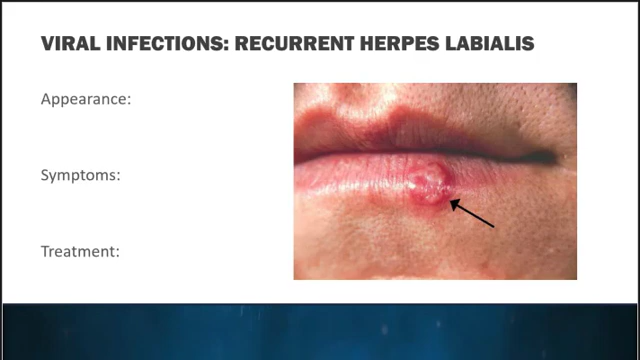 VIRAL INFECTIONS: RECURRENT HERPES LABIALIS
Appearance:
Symptoms:
Treatment: